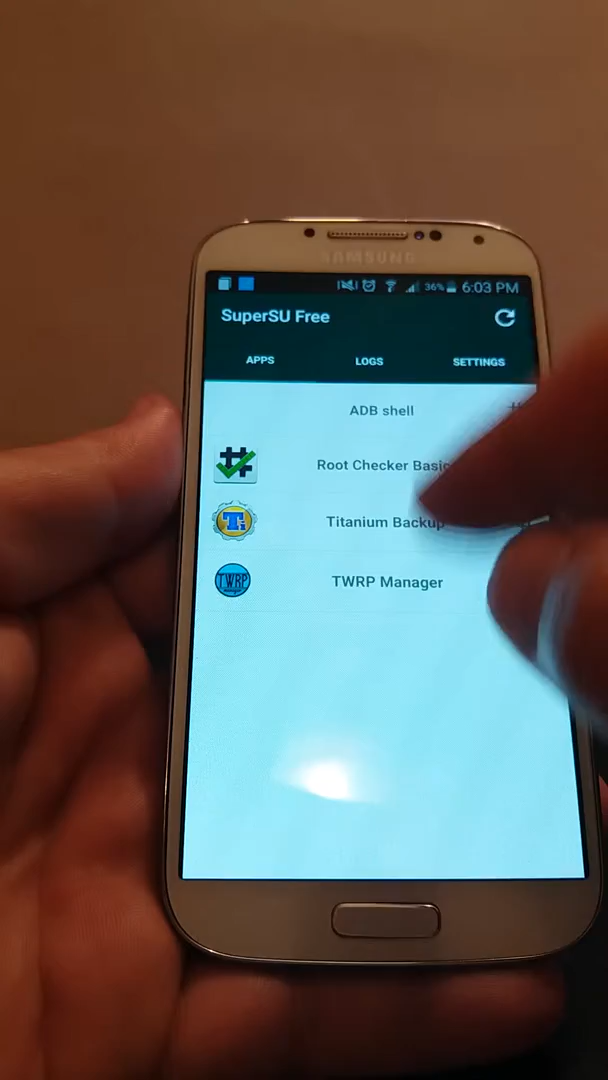 SAMSUNG
36% 6:03 PM
SuperSU Free
APPS LOGS SETTINGS
ADB shell
Root Checker Basic
Titanium Backup
TWRP Manager
TWRP